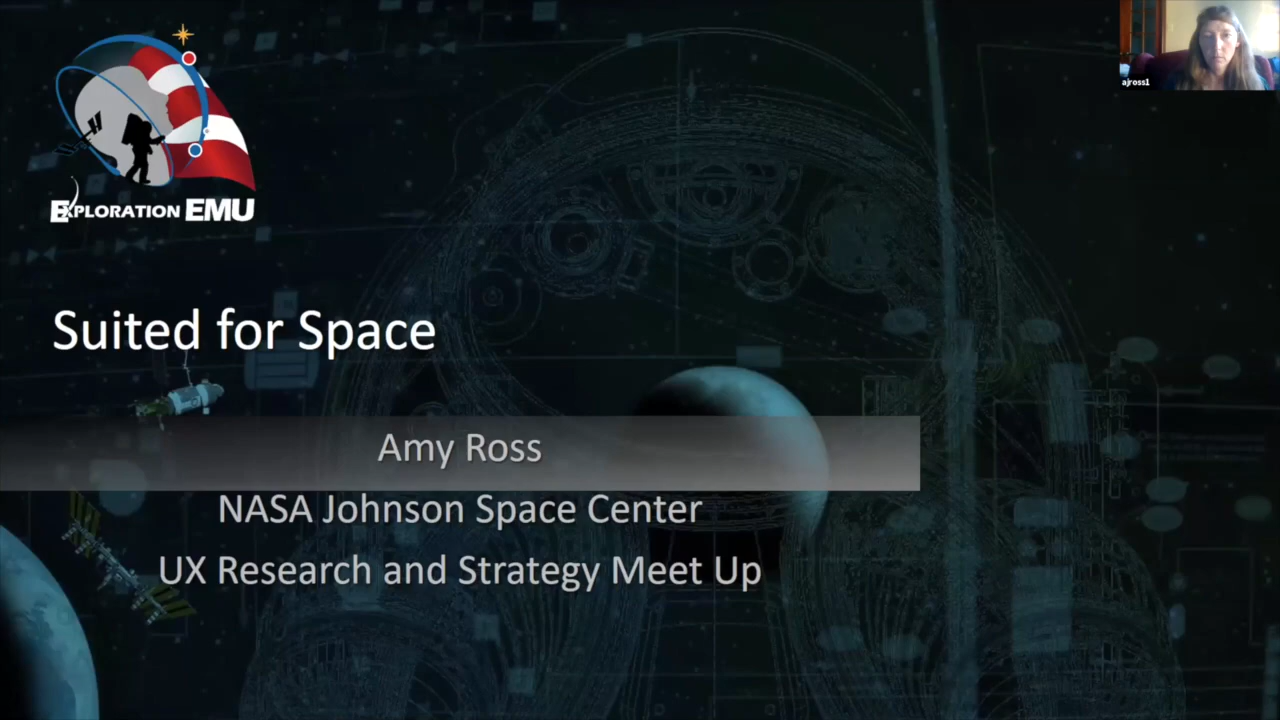 ajross1
EXPLORATION EMU
Suited for Space
Amy Ross
NASA Johnson Space Center
UX Research and Strategy Meet Up